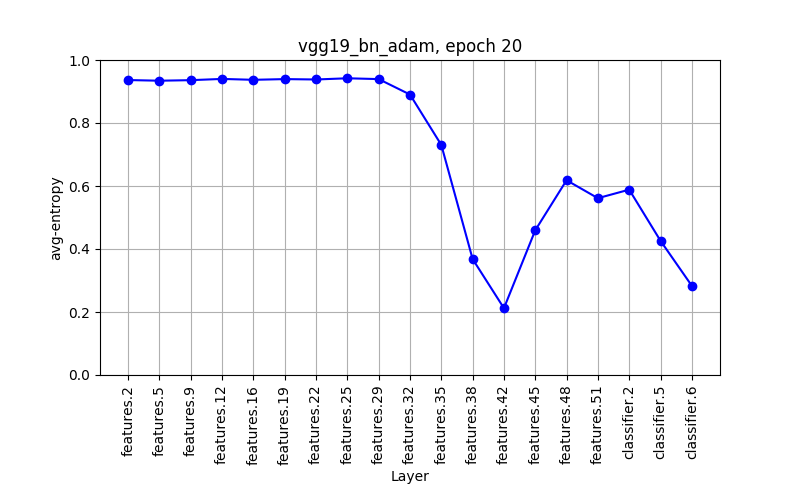 vgg19_bn_adam, epoch 20
1.0
0.8
0.6
0.4
0.2
0.0
avg-entropy
features.2
features.5
features.9
features.12
features.16
features.19
features.22
features.25
features.29
features.32
features.35
features.38
features.42
features.45
features.48
features.51
classifier.2
classifier.5
classifier.6
Layer